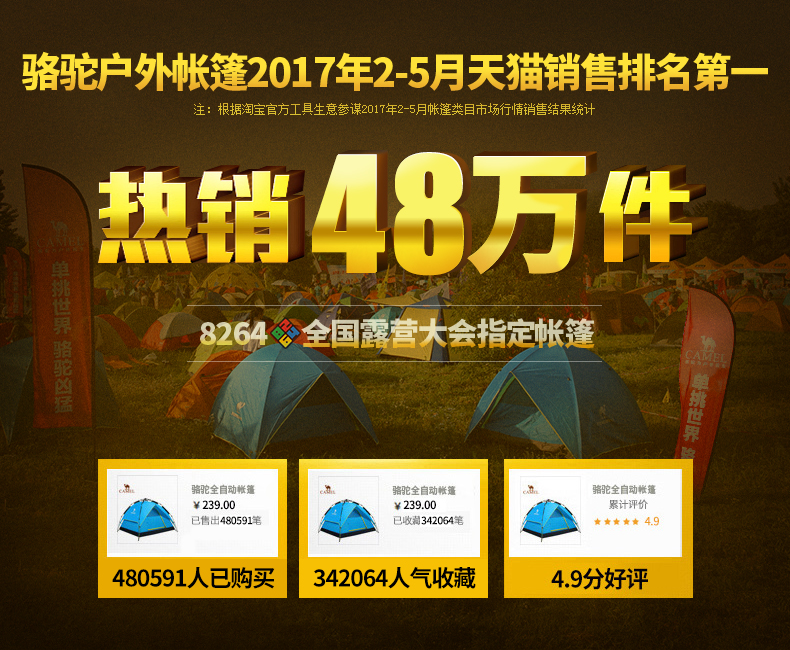 骆驼户外帐篷2017年2-5月天猫销售排名第一
注：根据淘宝官方工具生意参谋2017年2-5月帐篷类目市场行情销售结果统计
热销48万件
8264 全国露营大会指定帐篷
CAMEL
单挑世界 骆驼凶猛
CAMEL
单挑世界 骆驼
CAMEL
骆驼全自动帐篷
¥239.00
已售出480591笔
480591人已购买
CAMEL
骆驼全自动帐篷
¥239.00
已收藏342064笔
342064人气收藏
CAMEL
骆驼全自动帐篷
累计评价
4.9
4.9分好评